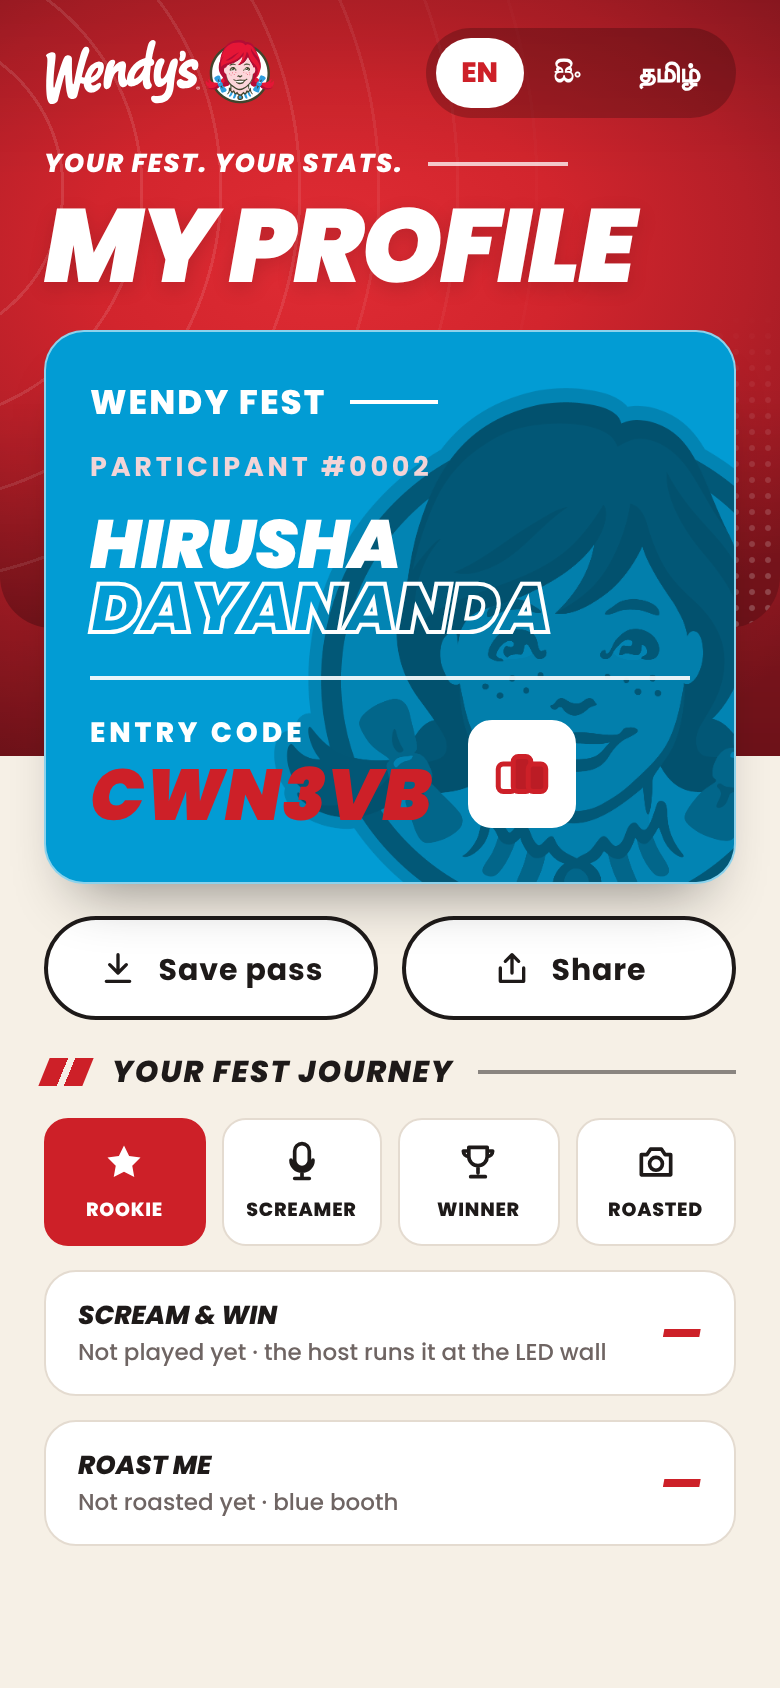 Wendy's
EN සිං தமிழ்
YOUR FEST. YOUR STATS.
MY PROFILE
WENDY FEST
PARTICIPANT #0002
HIRUSHA
DAYANANDA
ENTRY CODE
CWN3VB
Save pass
Share
YOUR FEST JOURNEY
ROOKIE
SCREAMER
WINNER
ROASTED
SCREAM & WIN
Not played yet · the host runs it at the LED wall
ROAST ME
Not roasted yet · blue booth